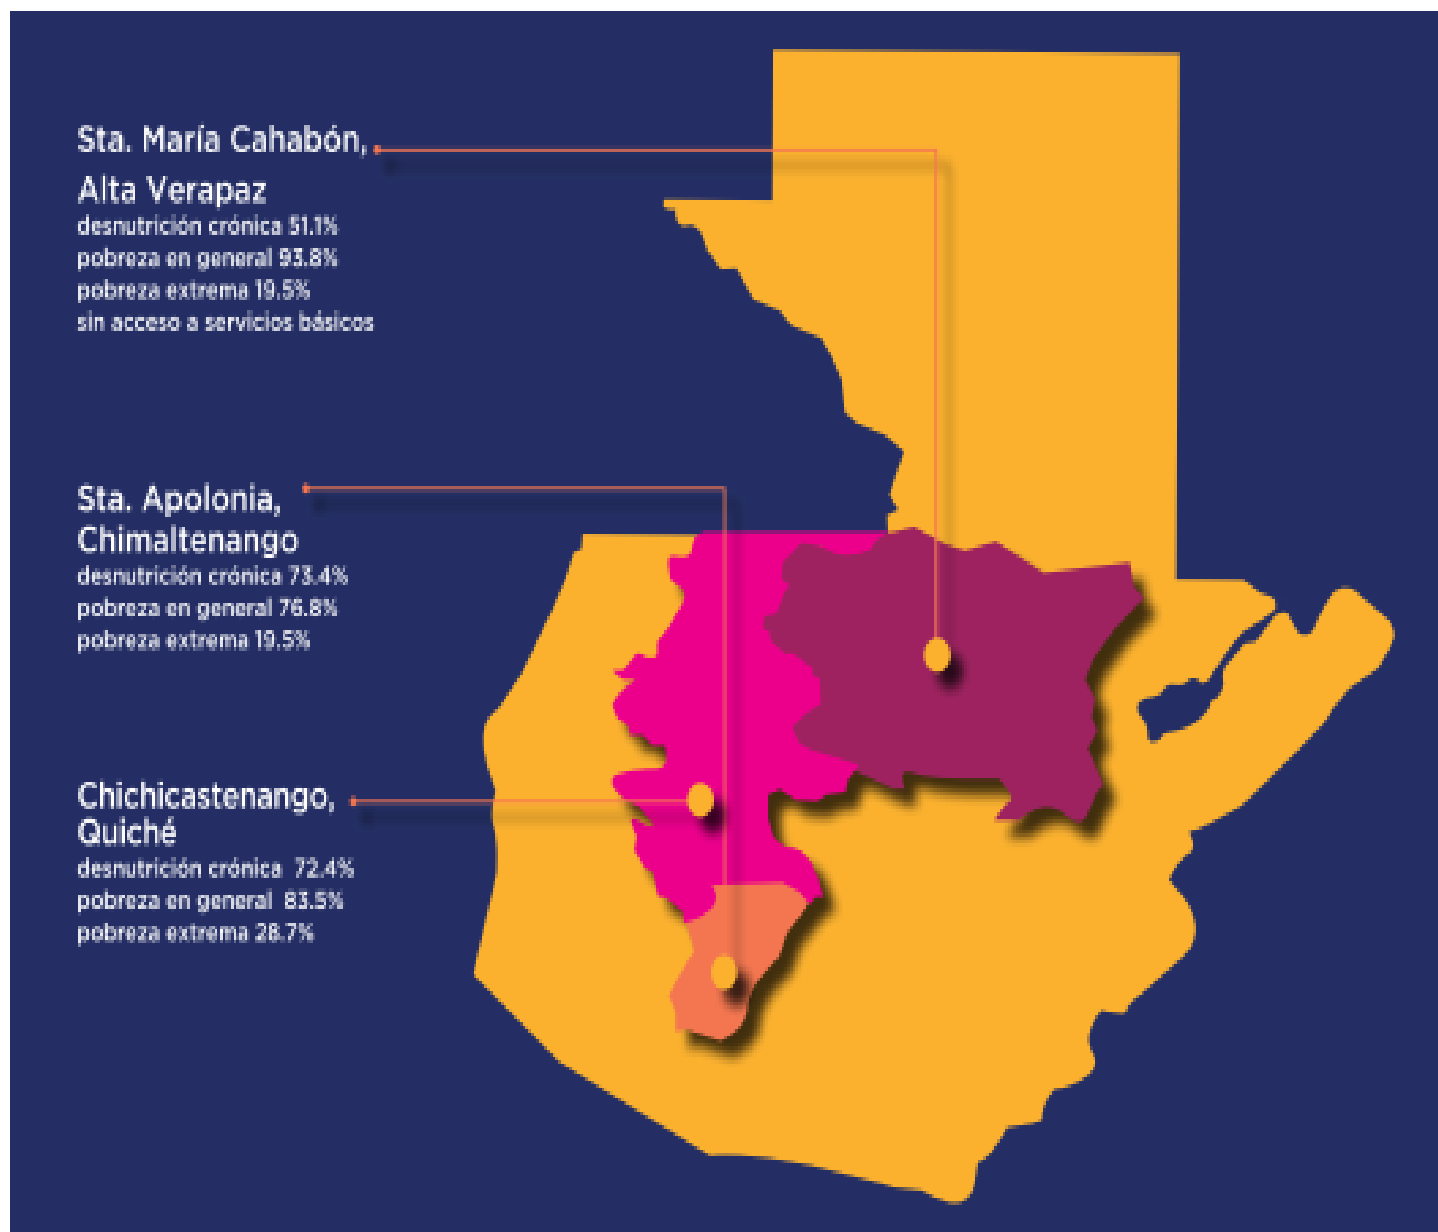 Sta. María Cahabón,
Alta Verapaz
desnutrición crónica 51.1%
pobreza en general 93.8%
pobreza extrema 19.5%
sin acceso a servicios básicos
Sta. Apolonia,
Chimaltenango
desnutrición crónica 73.4%
pobreza en general 76.8%
pobreza extrema 19.5%
Chichicastenango,
Quiché
desnutrición crónica 72.4%
pobreza en general 83.5%
pobreza extrema 28.7%